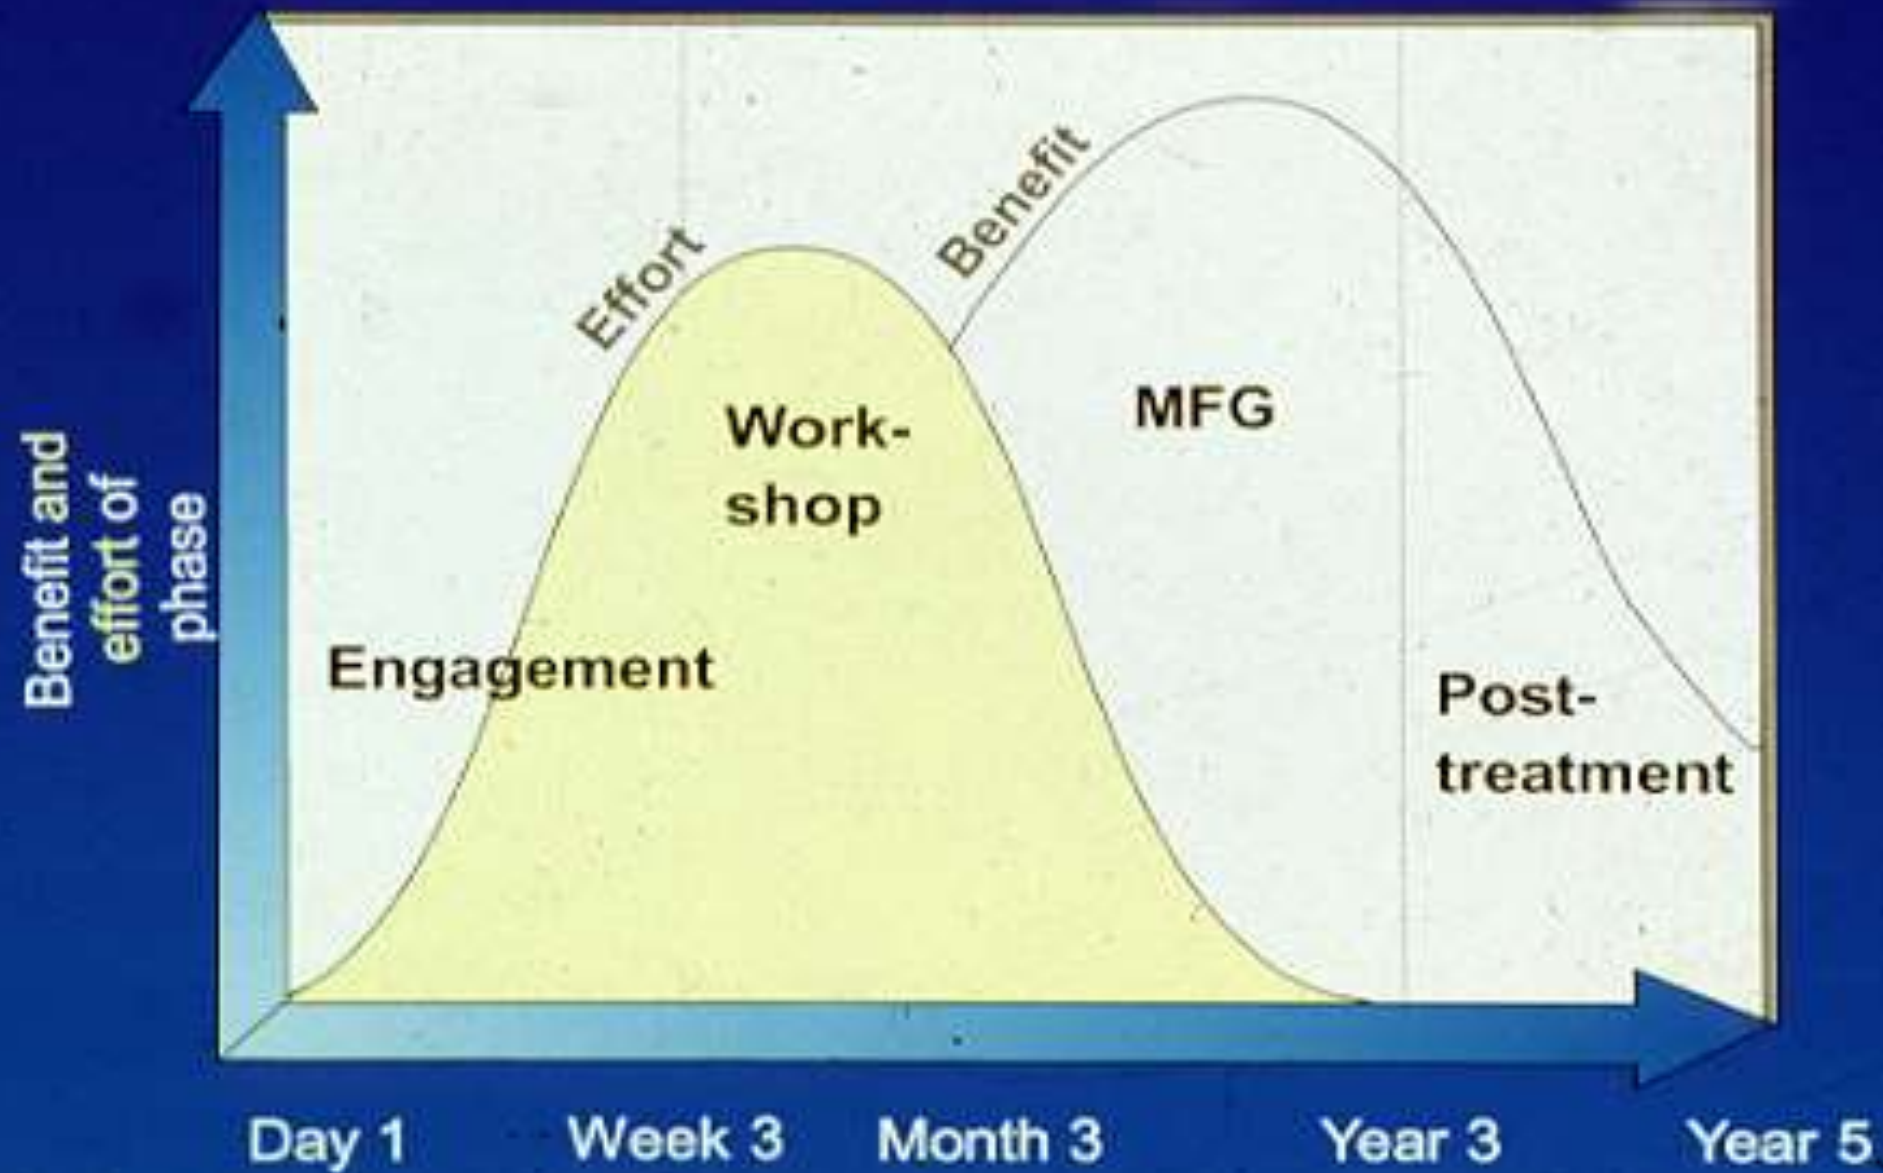 Benefit and
effort of
phase
Effort
Benefit
Work-
shop
MFG
Engagement
Post-
treatment
Day 1
Week 3
Month 3
Year 3
Year 5